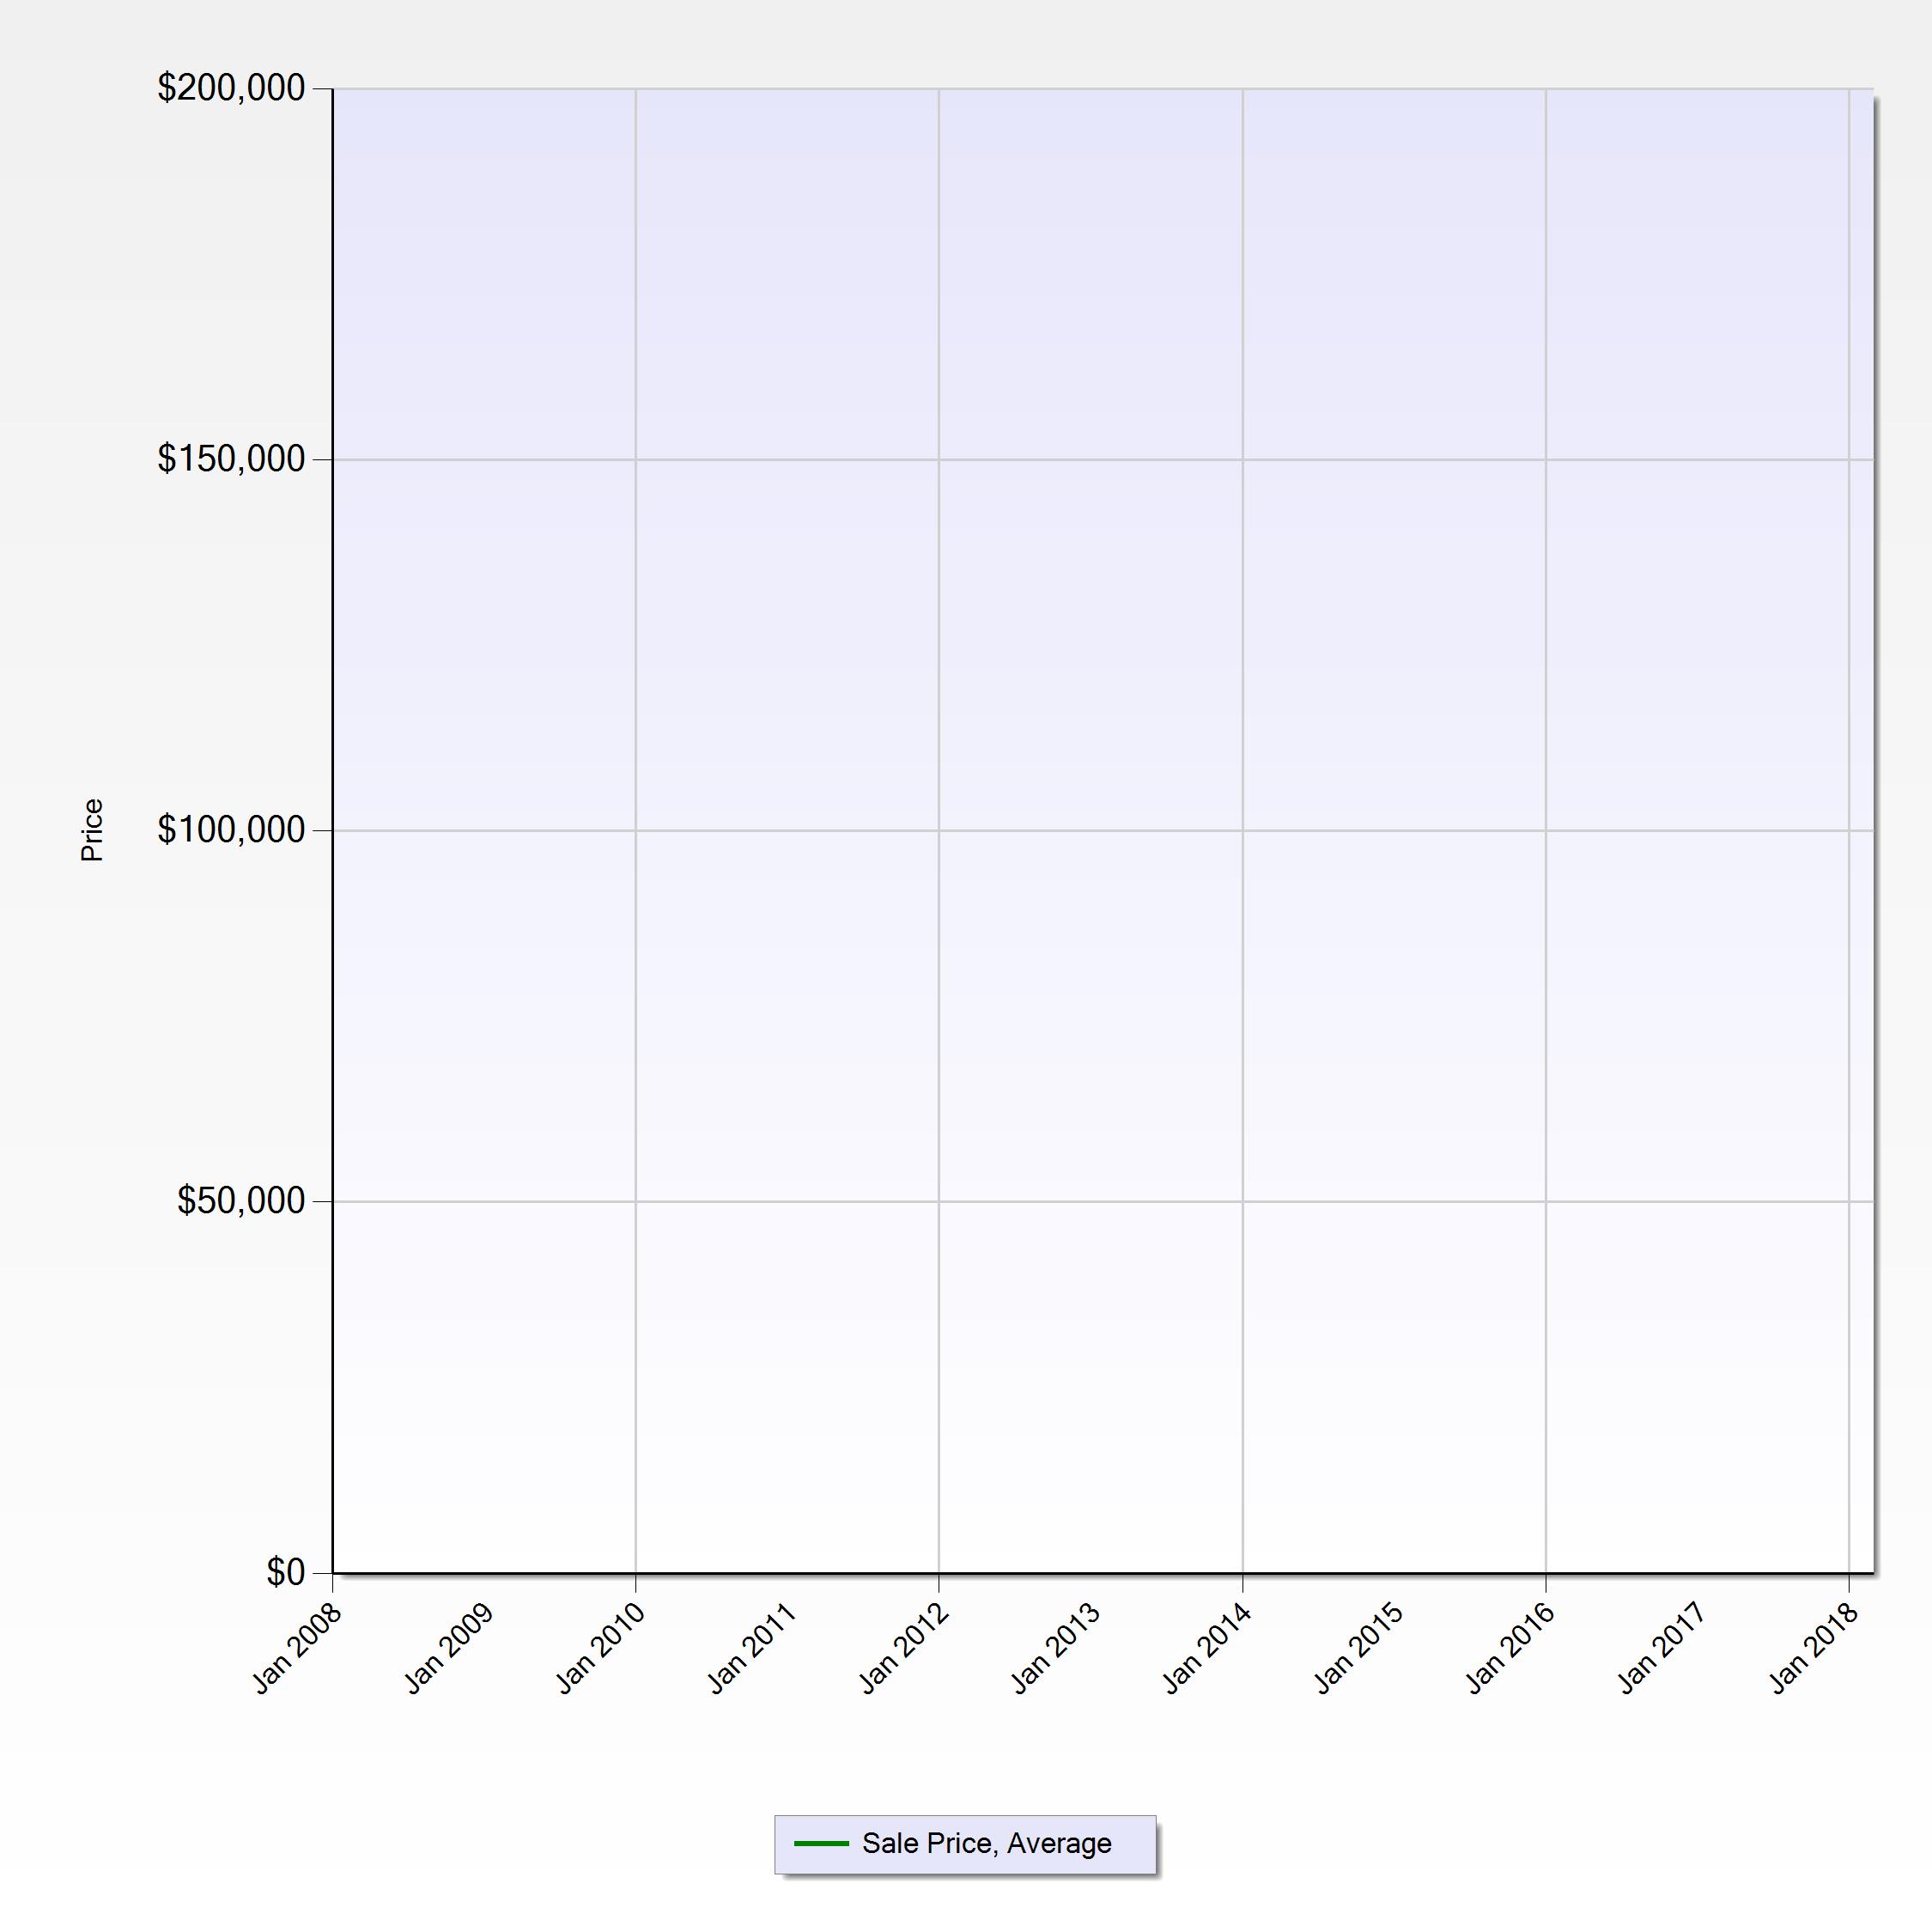 $200,000
$150,000
$100,000
$50,000
$0
Price
Jan 2008
Jan 2009
Jan 2010
Jan 2011
Jan 2012
Jan 2013
Jan 2014
Jan 2015
Jan 2016
Jan 2017
Jan 2018
Sale Price, Average